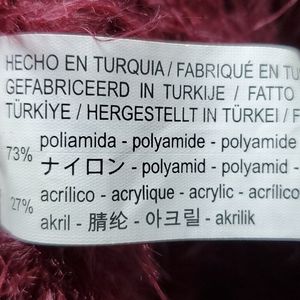 HECHO EN TURQUIA / FABRIQUÉ EN TU
GEFABRICEERD IN TURKIJE / FATTO
TÜRKİYE / HERGESTELLT IN TÜRKEI / F
poliamida - polyamide - polyamide
73% ナイロン - polyamid - polyamid -
acrílico - acrylique - acrylic - acrílico
27% akril - 腈纶 - 아크릴 - akrilik